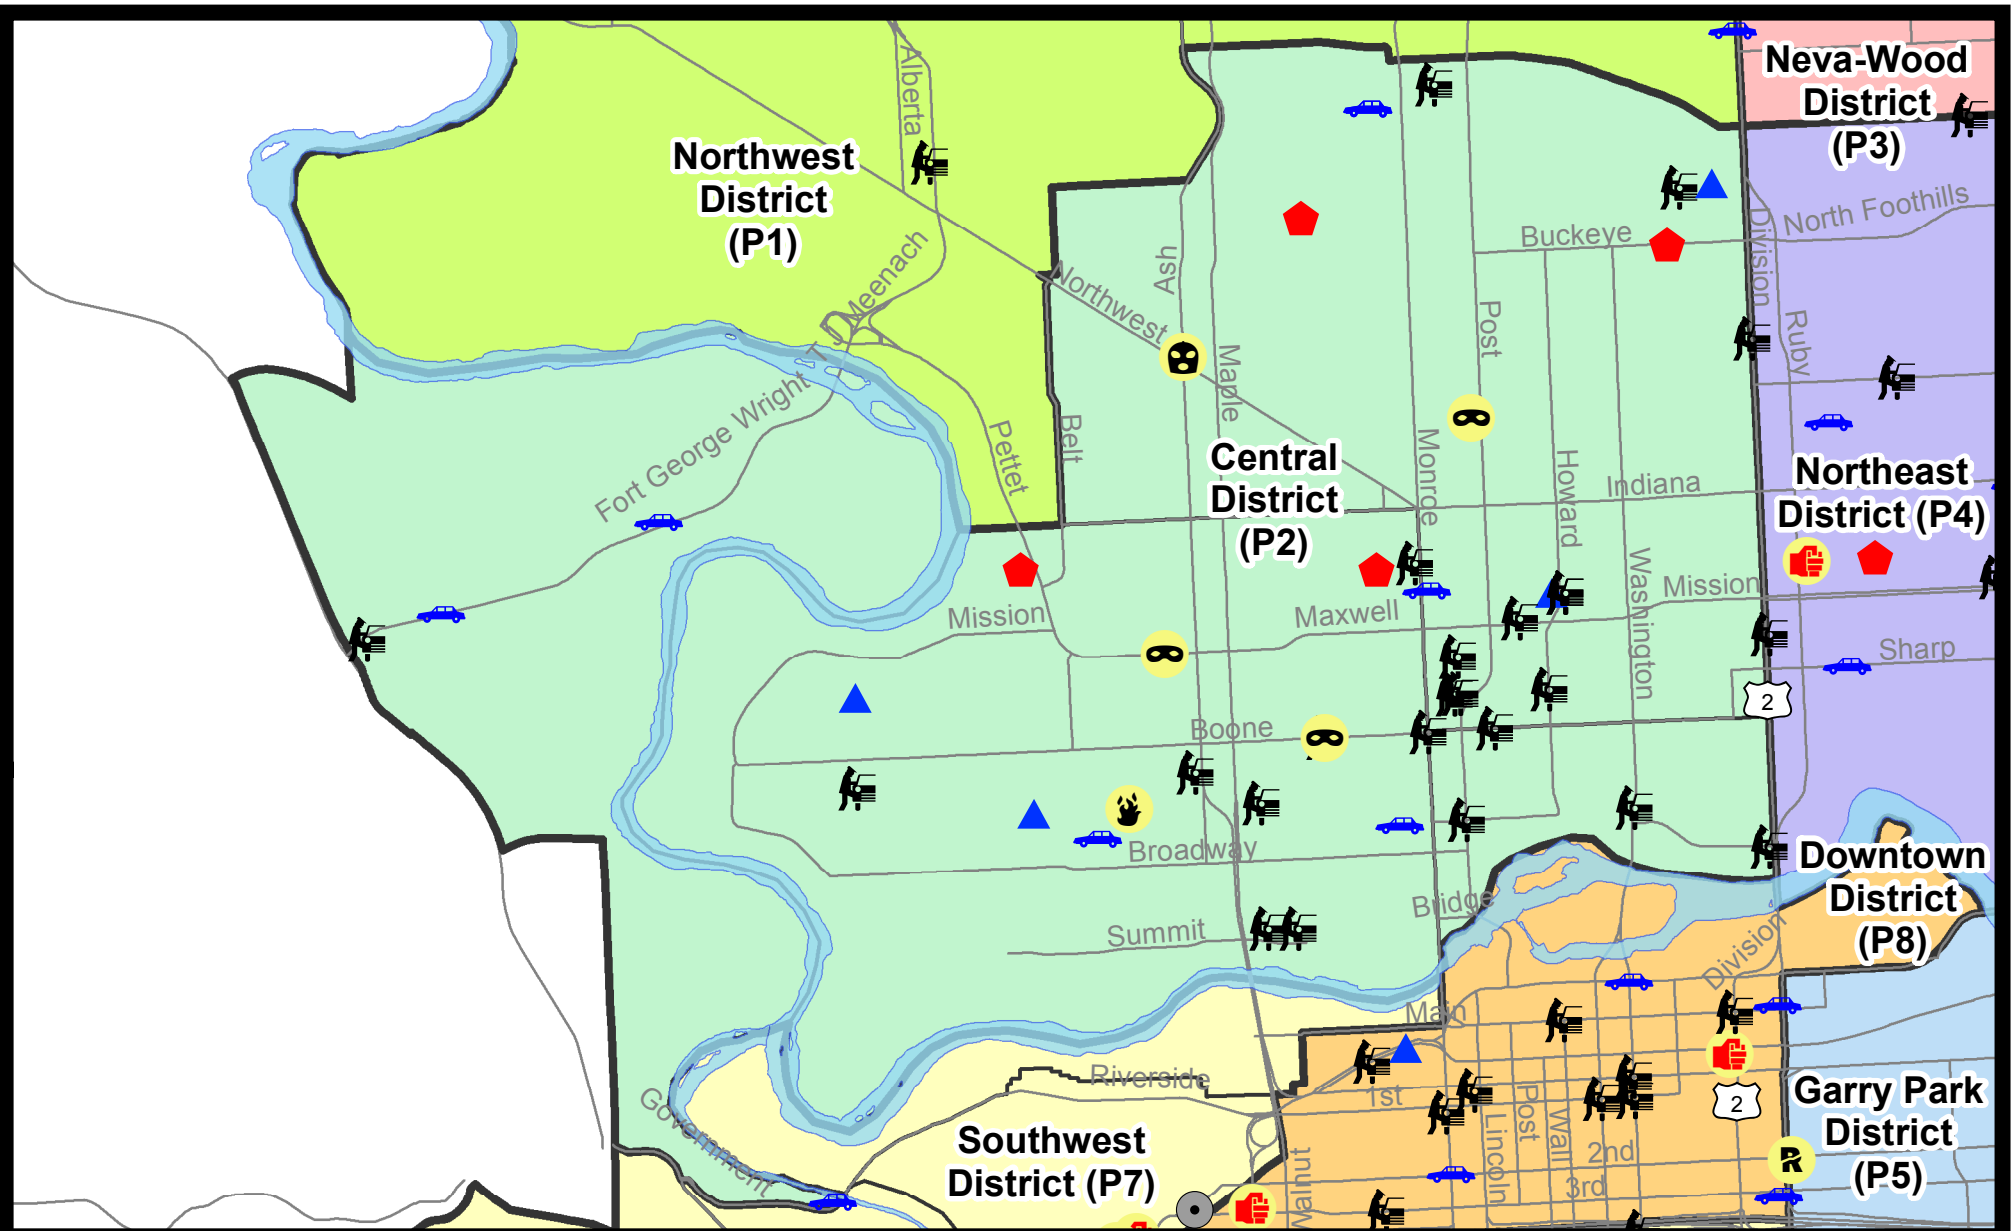 Neva-Wood
District
(P3)
Alberta
Northwest
District
(P1)
North Foothills
Buckeye
Division
Ash
Northwest
T J Meenach
Post
Ruby
Maple
Belt
Pettet
Fort George Wright
Central
District
(P2)
Monroe
Howard
Indiana
Northeast
District (P4)
Washington
Mission
Mission
Maxwell
Sharp
2
Boone
Broadway
Downtown
District
(P8)
Bridge
Summit
Division
Main
Riverside
1st
Government
Lincoln
Post
Wall
2
Garry Park
District
(P5)
Southwest
District (P7)
Walnut
2nd
3rd
R